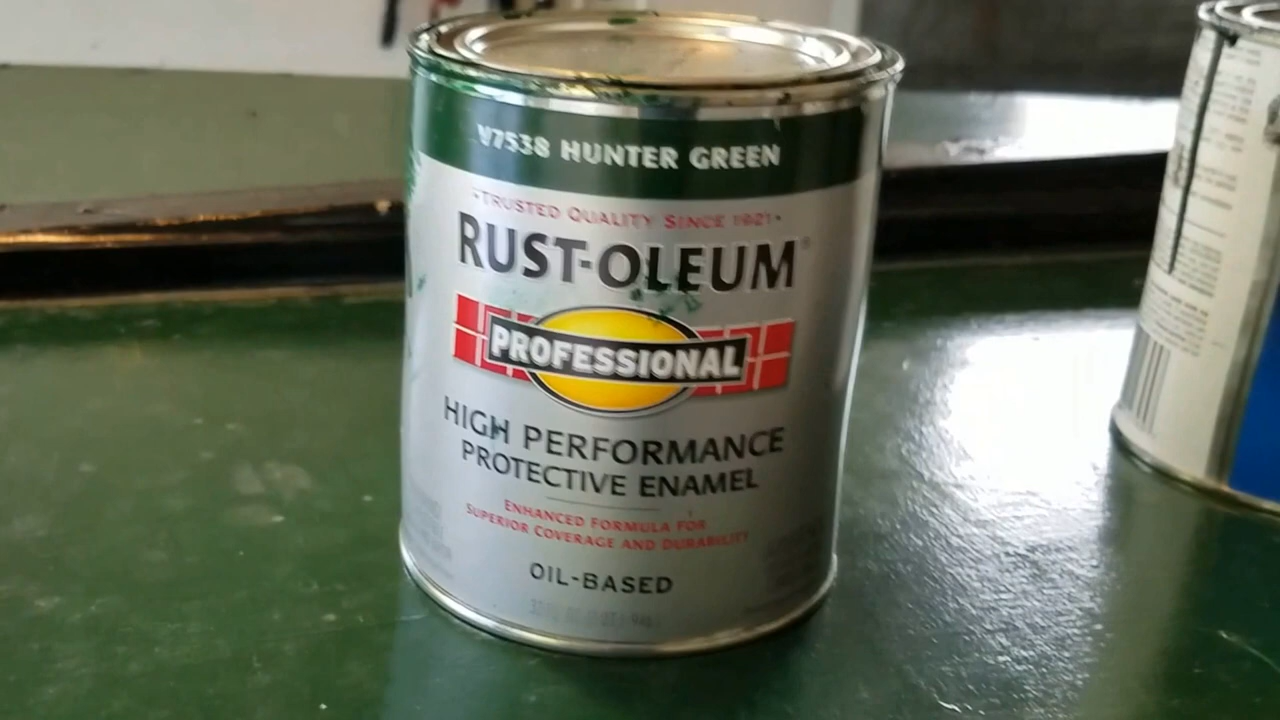 V7538 HUNTER GREEN
•TRUSTED QUALITY SINCE 1921•
RUST-OLEUM®
PROFESSIONAL
HIGH PERFORMANCE
PROTECTIVE ENAMEL
ENHANCED FORMULA FOR
SUPERIOR COVERAGE AND DURABILITY
OIL-BASED